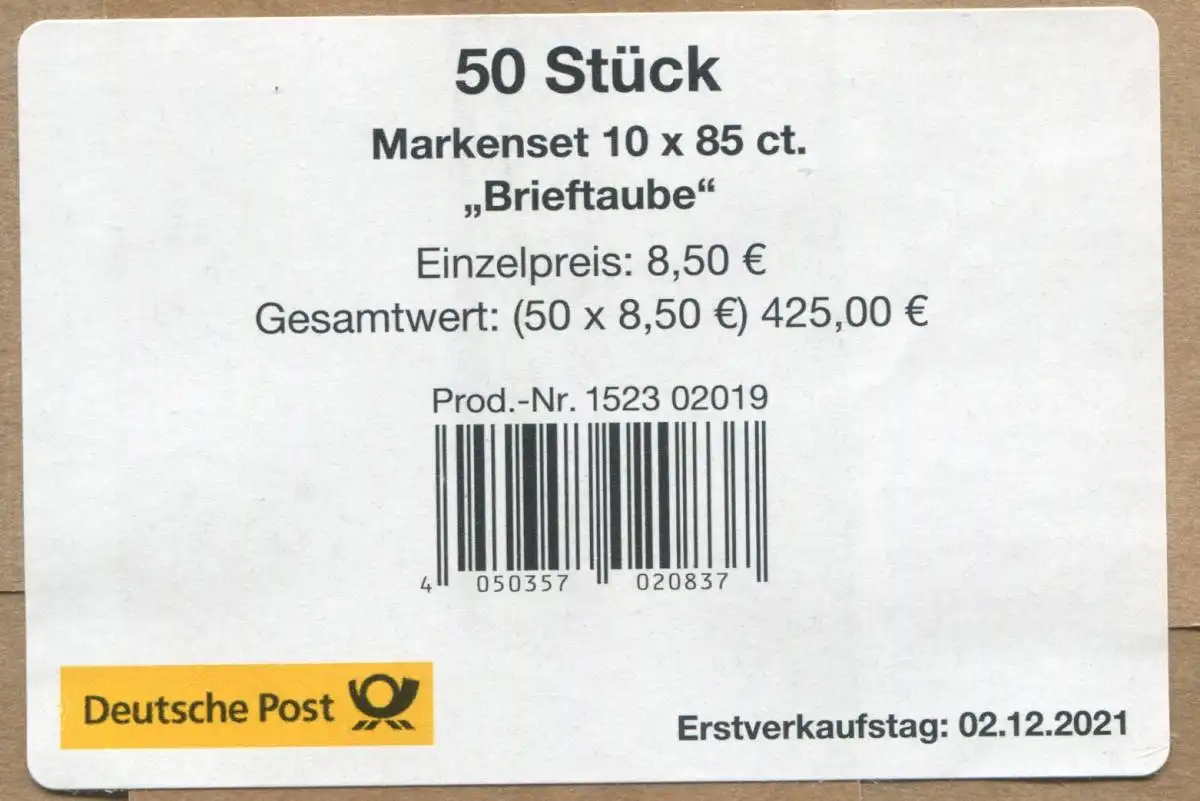 50 Stück
Markenset 10 x 85 ct.
„Brieftaube“
Einzelpreis: 8,50 €
Gesamtwert: (50 x 8,50 €) 425,00 €
Prod.-Nr. 1523 02019
4 050357 020837
Deutsche Post
Erstverkaufstag: 02.12.2021